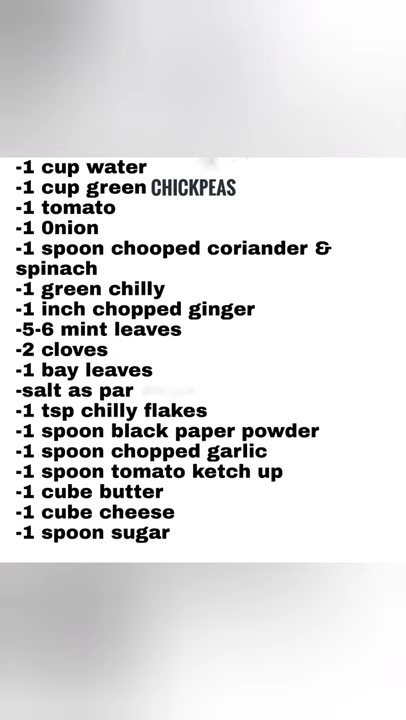 -1 cup water
-1 cup green CHICKPEAS
-1 tomato
-1 0nion
-1 spoon chooped coriander &
spinach
-1 green chilly
-1 inch chopped ginger
-5-6 mint leaves
-2 cloves
-1 bay leaves
-salt as par
-1 tsp chilly flakes
-1 spoon black paper powder
-1 spoon chopped garlic
-1 spoon tomato ketch up
-1 cube butter
-1 cube cheese
-1 spoon sugar